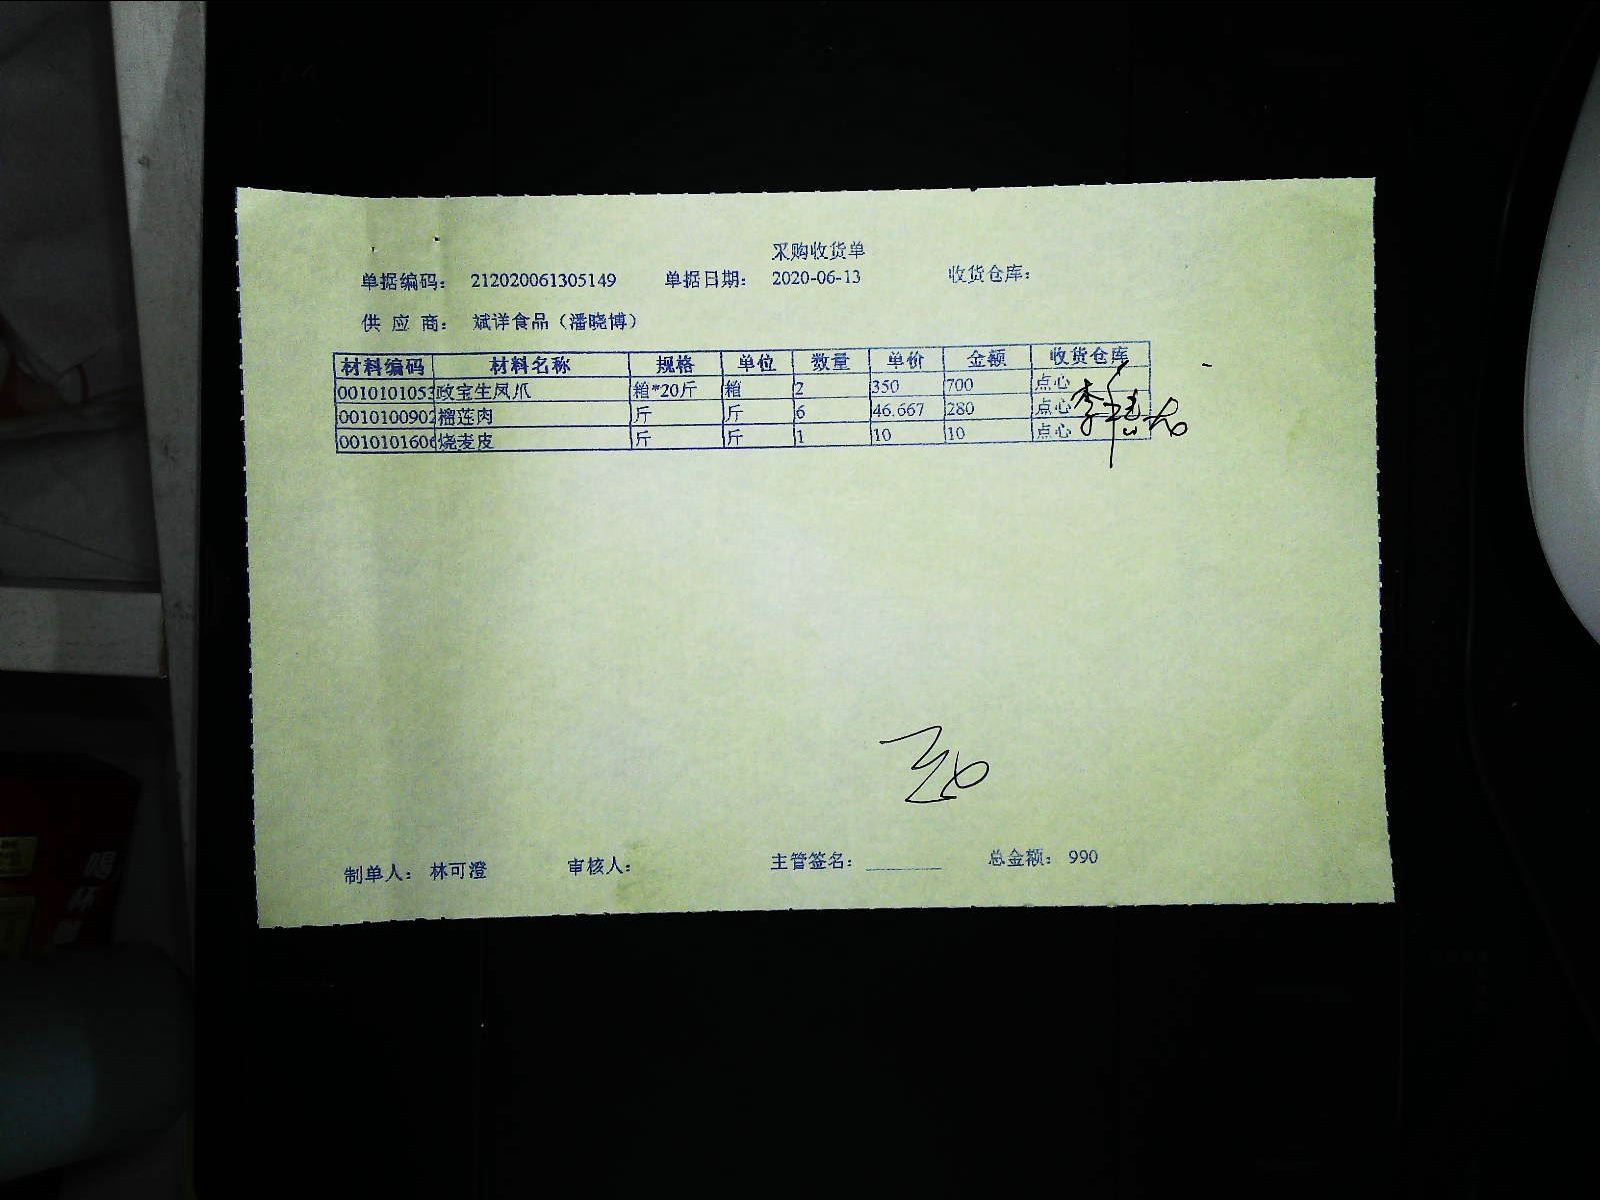 采购收货单
单据编码： 212020061305149 单据日期： 2020-06-13 收货仓库：
供 应 商： 斌详食品（潘晓博）
材料编码 材料名称 规格 单位 数量 单价 金额 收货仓库
0010101053 政宝生凤爪 箱*20斤 箱 2 350 700 点心
0010100902 榴莲肉 斤 斤 6 46.667 280 点心
0010101606 烧麦皮 斤 斤 1 10 10 点心
制单人： 林可澄 审核人： 主管签名： 总金额： 990
喝杯